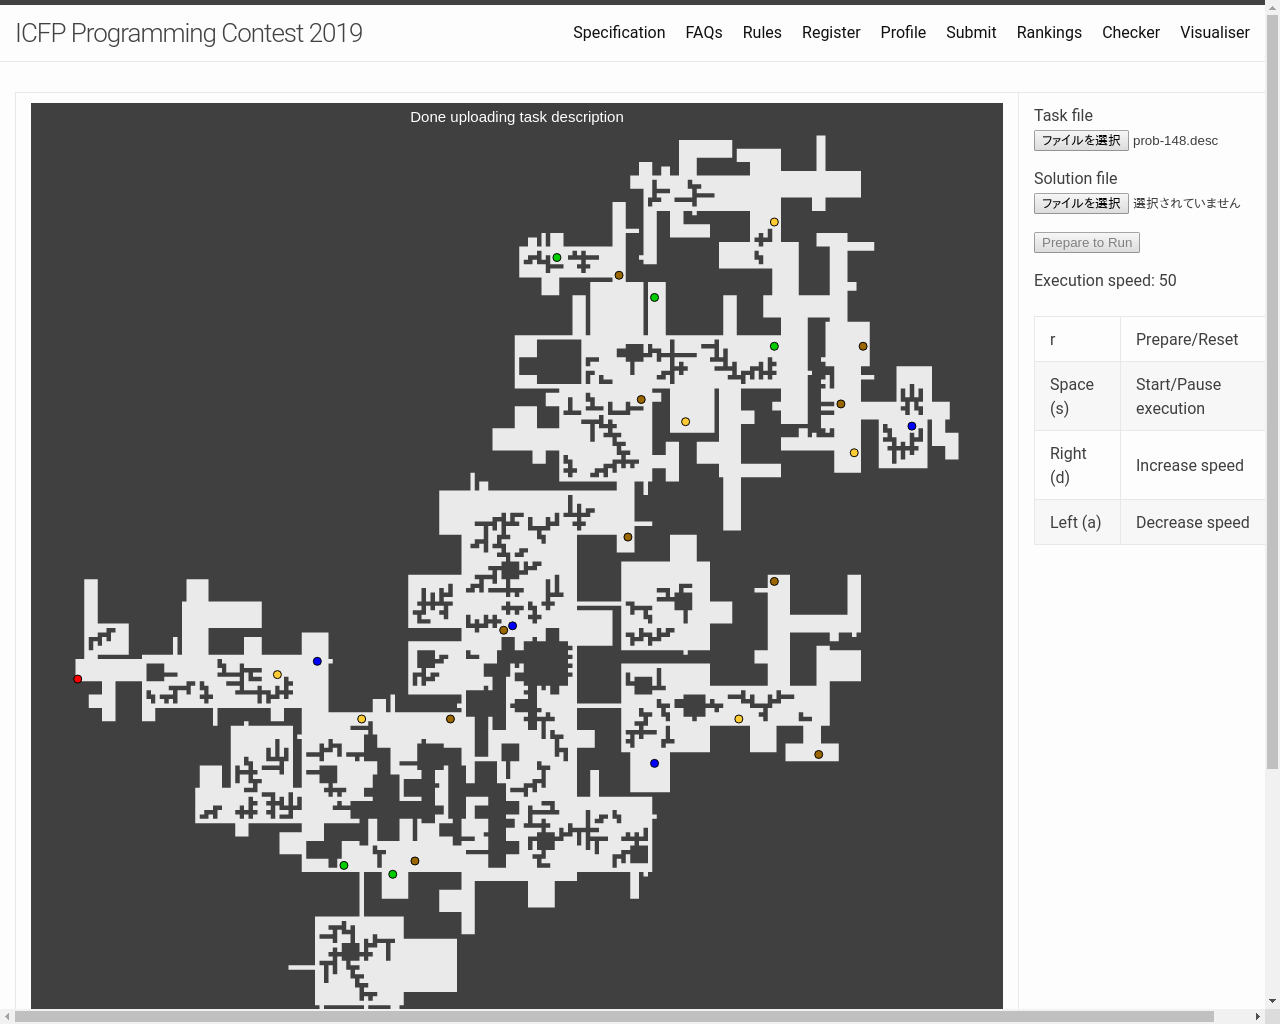 ICFP Programming Contest 2019
Specification FAQs Rules Register Profile Submit Rankings Checker Visualiser
Done uploading task description
Task file
ファイルを選択 prob-148.desc
Solution file
ファイルを選択 選択されていません
Prepare to Run
Execution speed: 50
r Prepare/Reset
Space (s) Start/Pause execution
Right (d) Increase speed
Left (a) Decrease speed